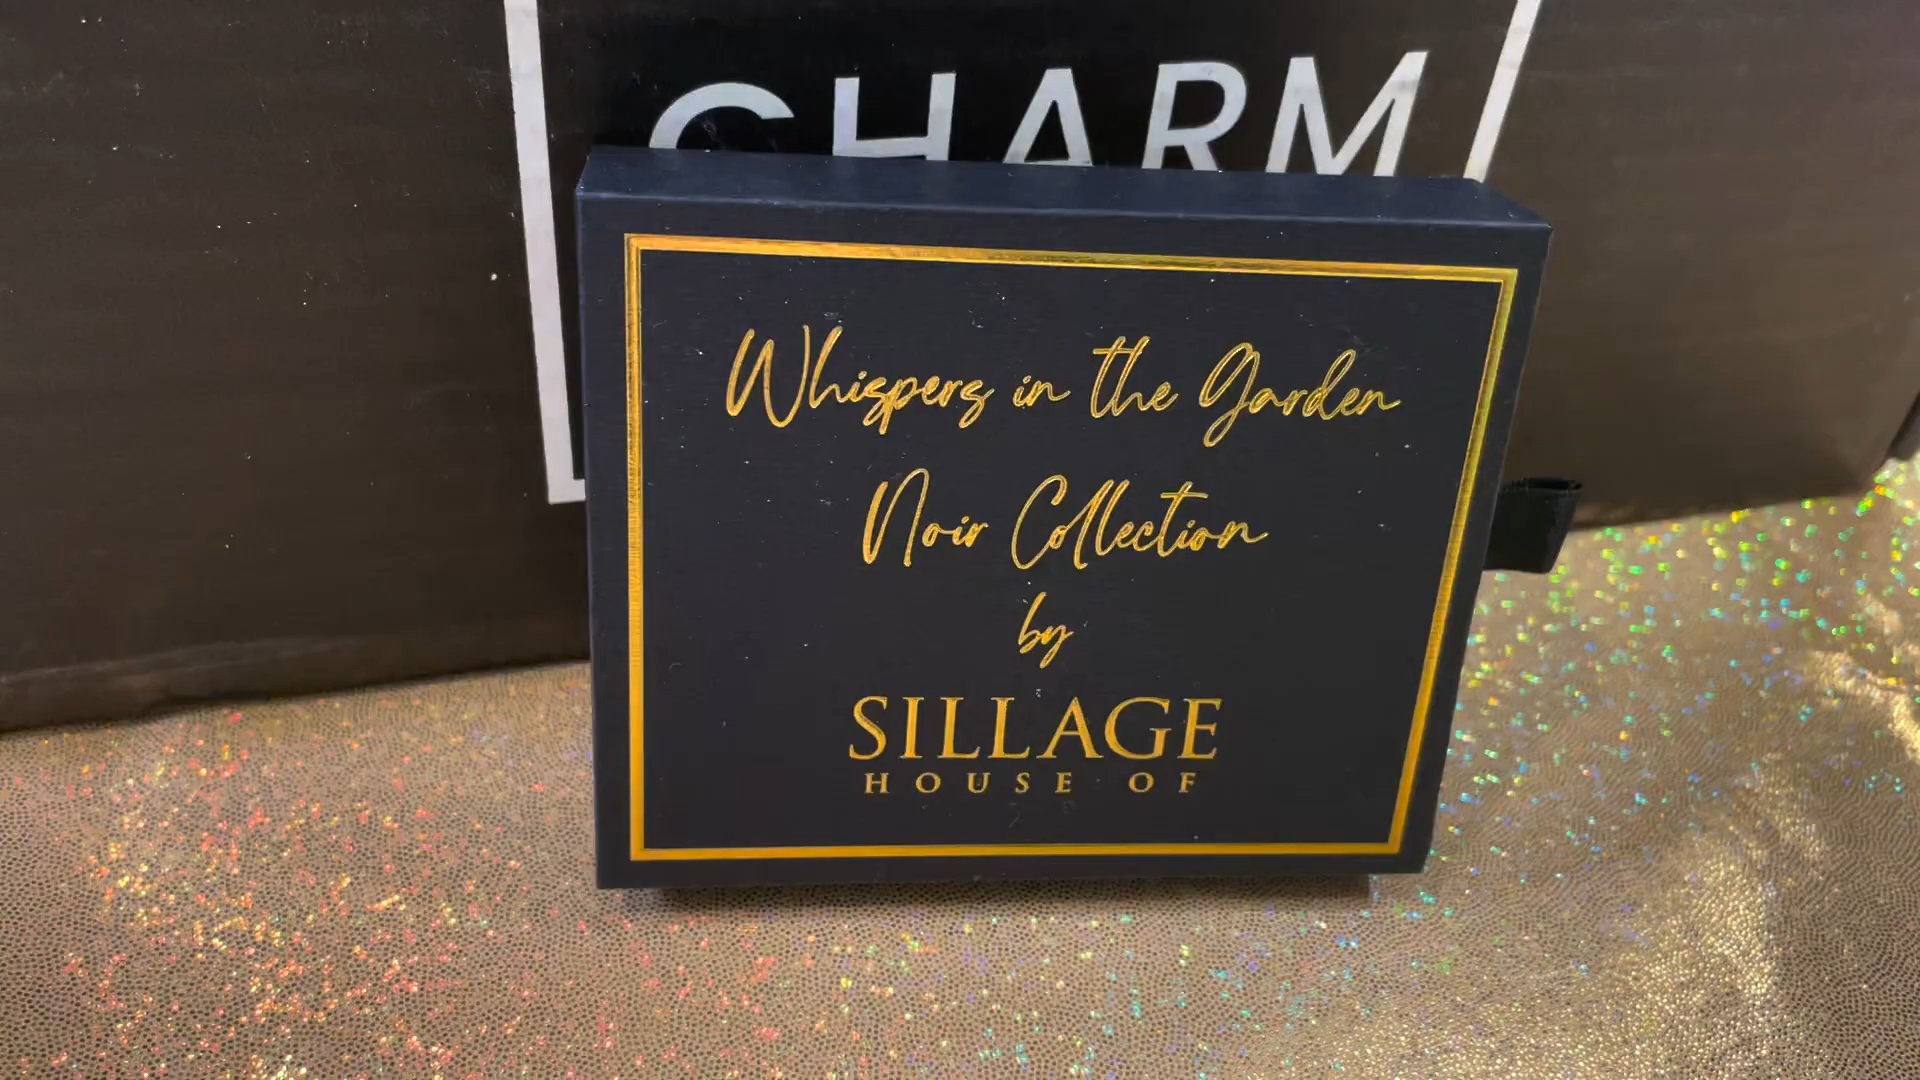 CHARM
Whispers in the Garden
Noir Collection
by
SILLAGE
HOUSE OF